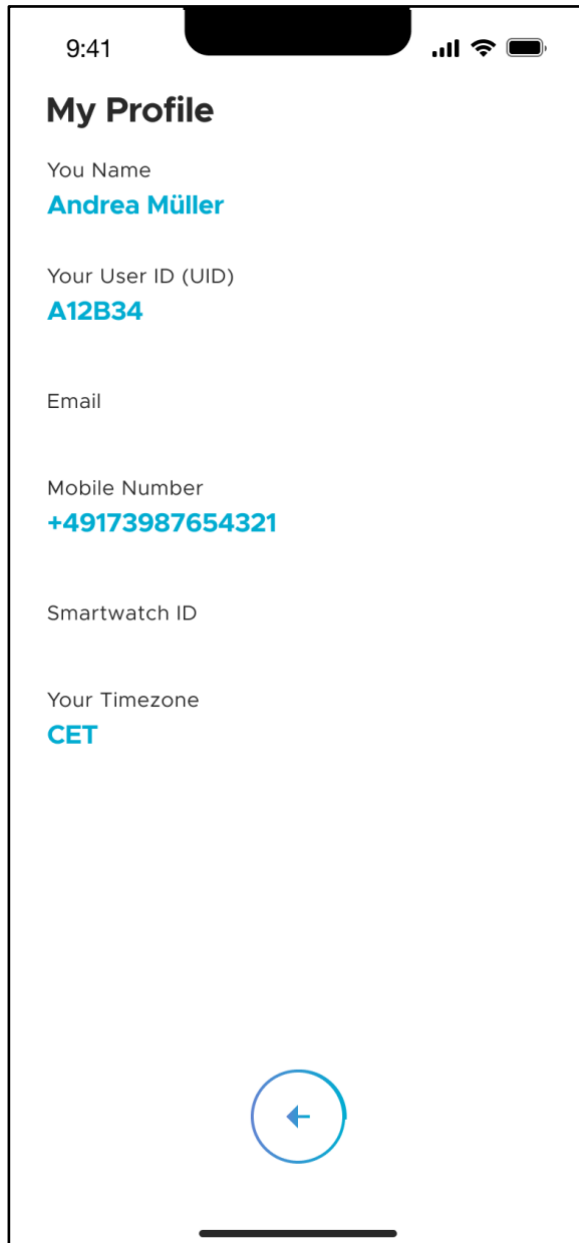 9:41
My Profile
You Name
Andrea Müller
Your User ID (UID)
A12B34
Email
Mobile Number
+49173987654321
Smartwatch ID
Your Timezone
CET